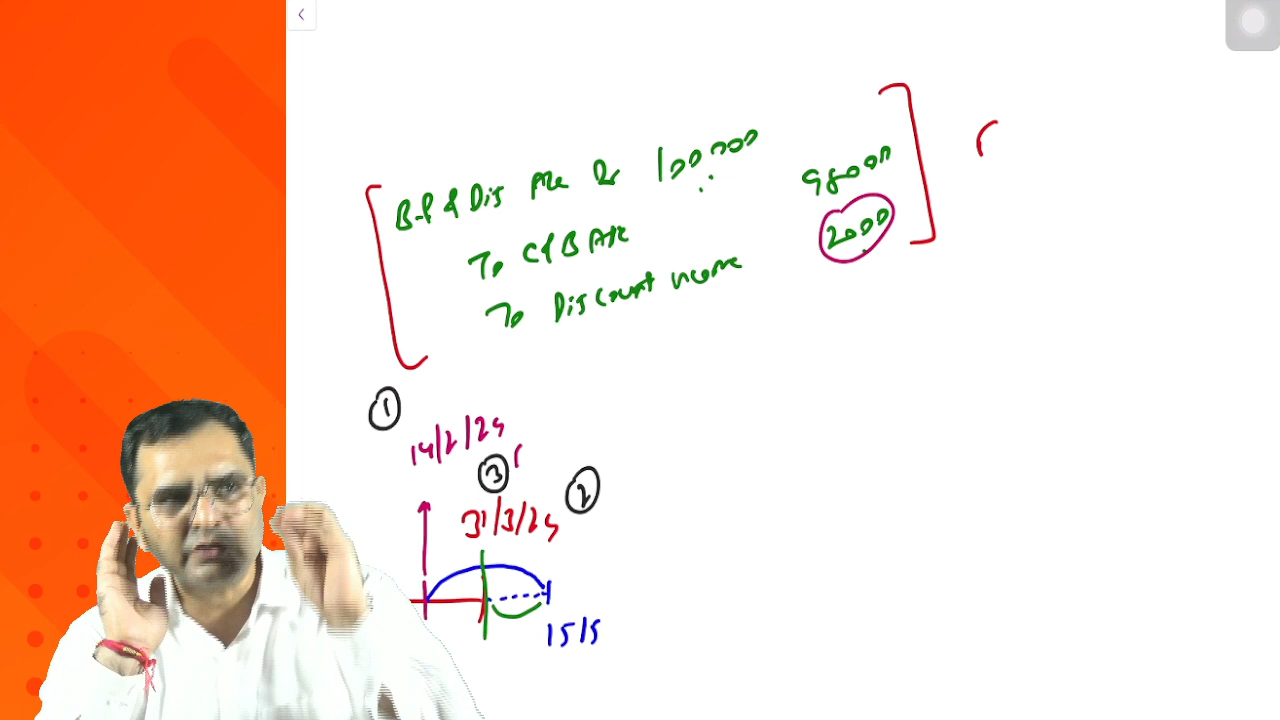 B.P & Dis A/c Dr 100000
98000
To C&B A/c
2000
To Discount income
1
14/2/24
3
2
31/3/24
15/5